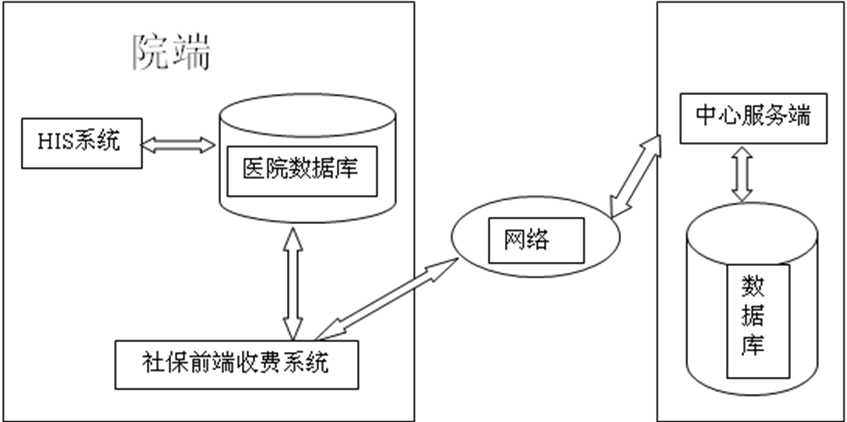 院端
HIS系统
医院数据库
社保前端收费系统
网络
中心服务端
数
据
库